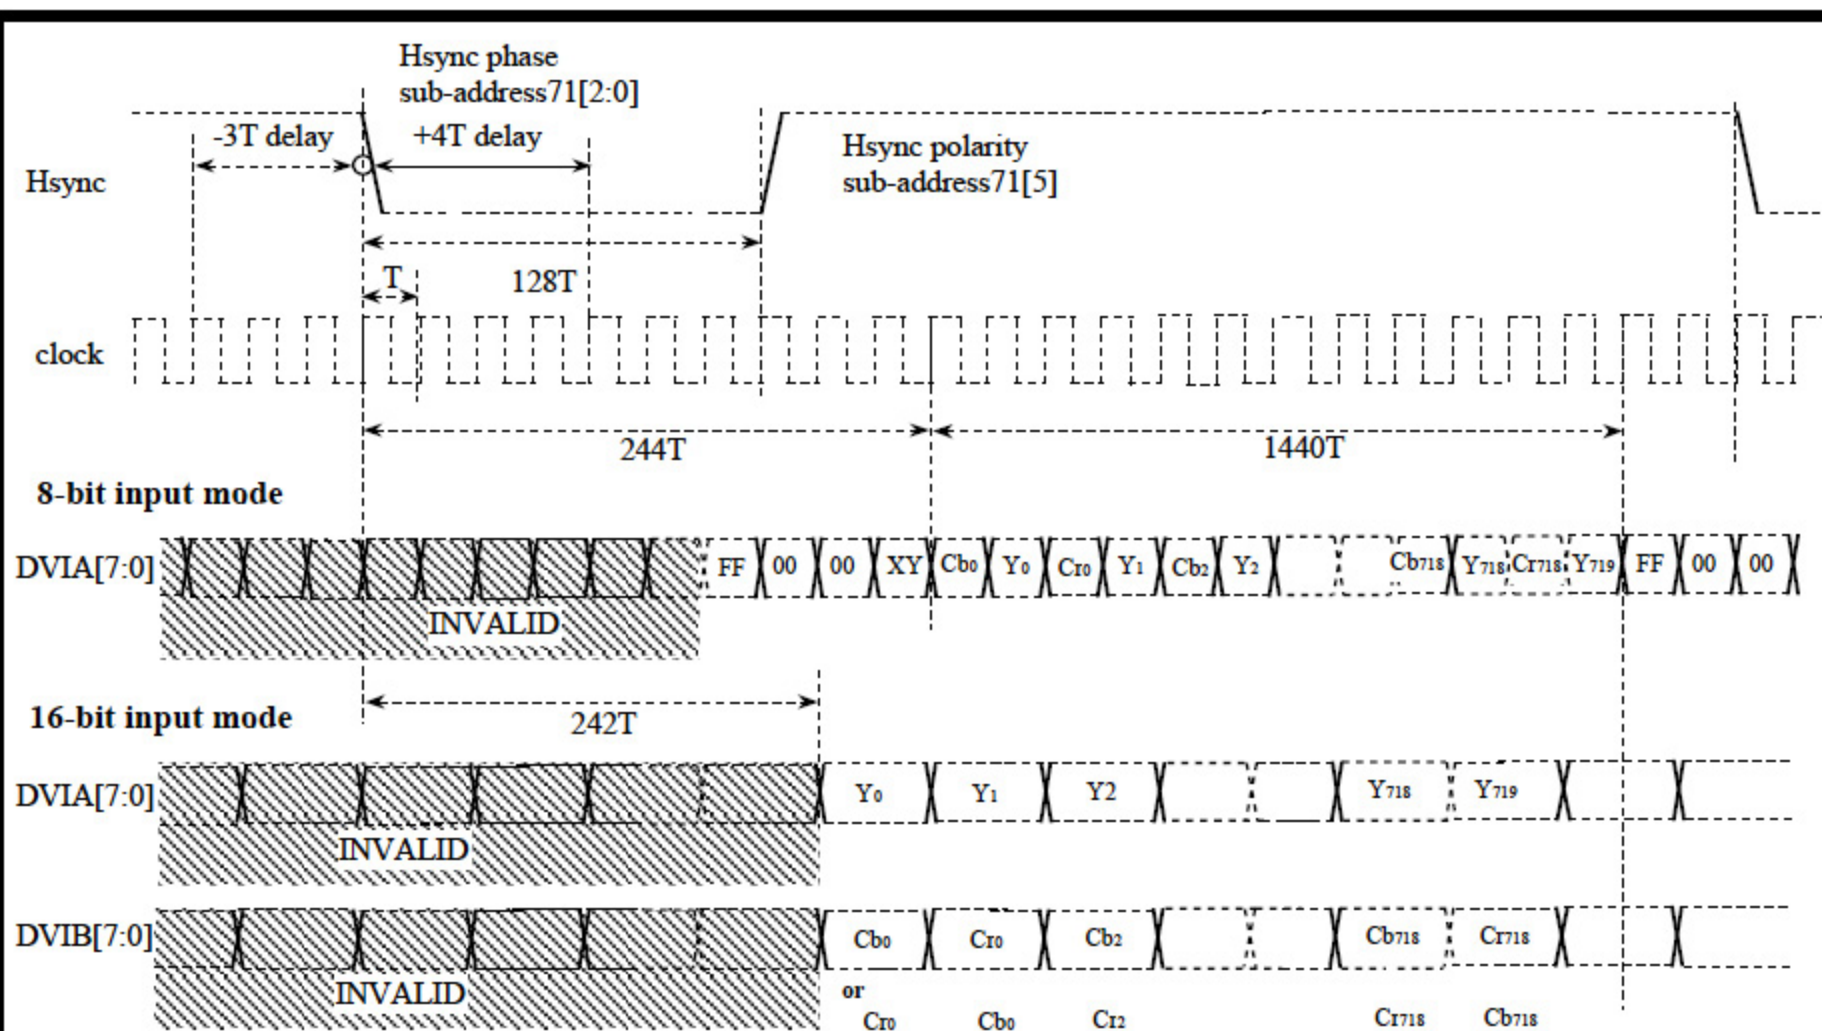 Hsync phase
sub-address71[2:0]
-3T delay +4T delay
Hsync polarity
Hsync sub-address71[5]
T 128T
clock
244T 1440T
8-bit input mode
DVIA[7:0] FF 00 00 XY Cb0 Y0 Cr0 Y1 Cb2 Y2 Cb718 Y718 Cr718 Y719 FF 00 00
INVALID
16-bit input mode 242T
DVIA[7:0] Y0 Y1 Y2 Y718 Y719
INVALID
DVIB[7:0] Cb0 Cr0 Cb2 Cb718 Cr718
INVALID or
Cr0 Cb0 Cr2 Cr718 Cb718